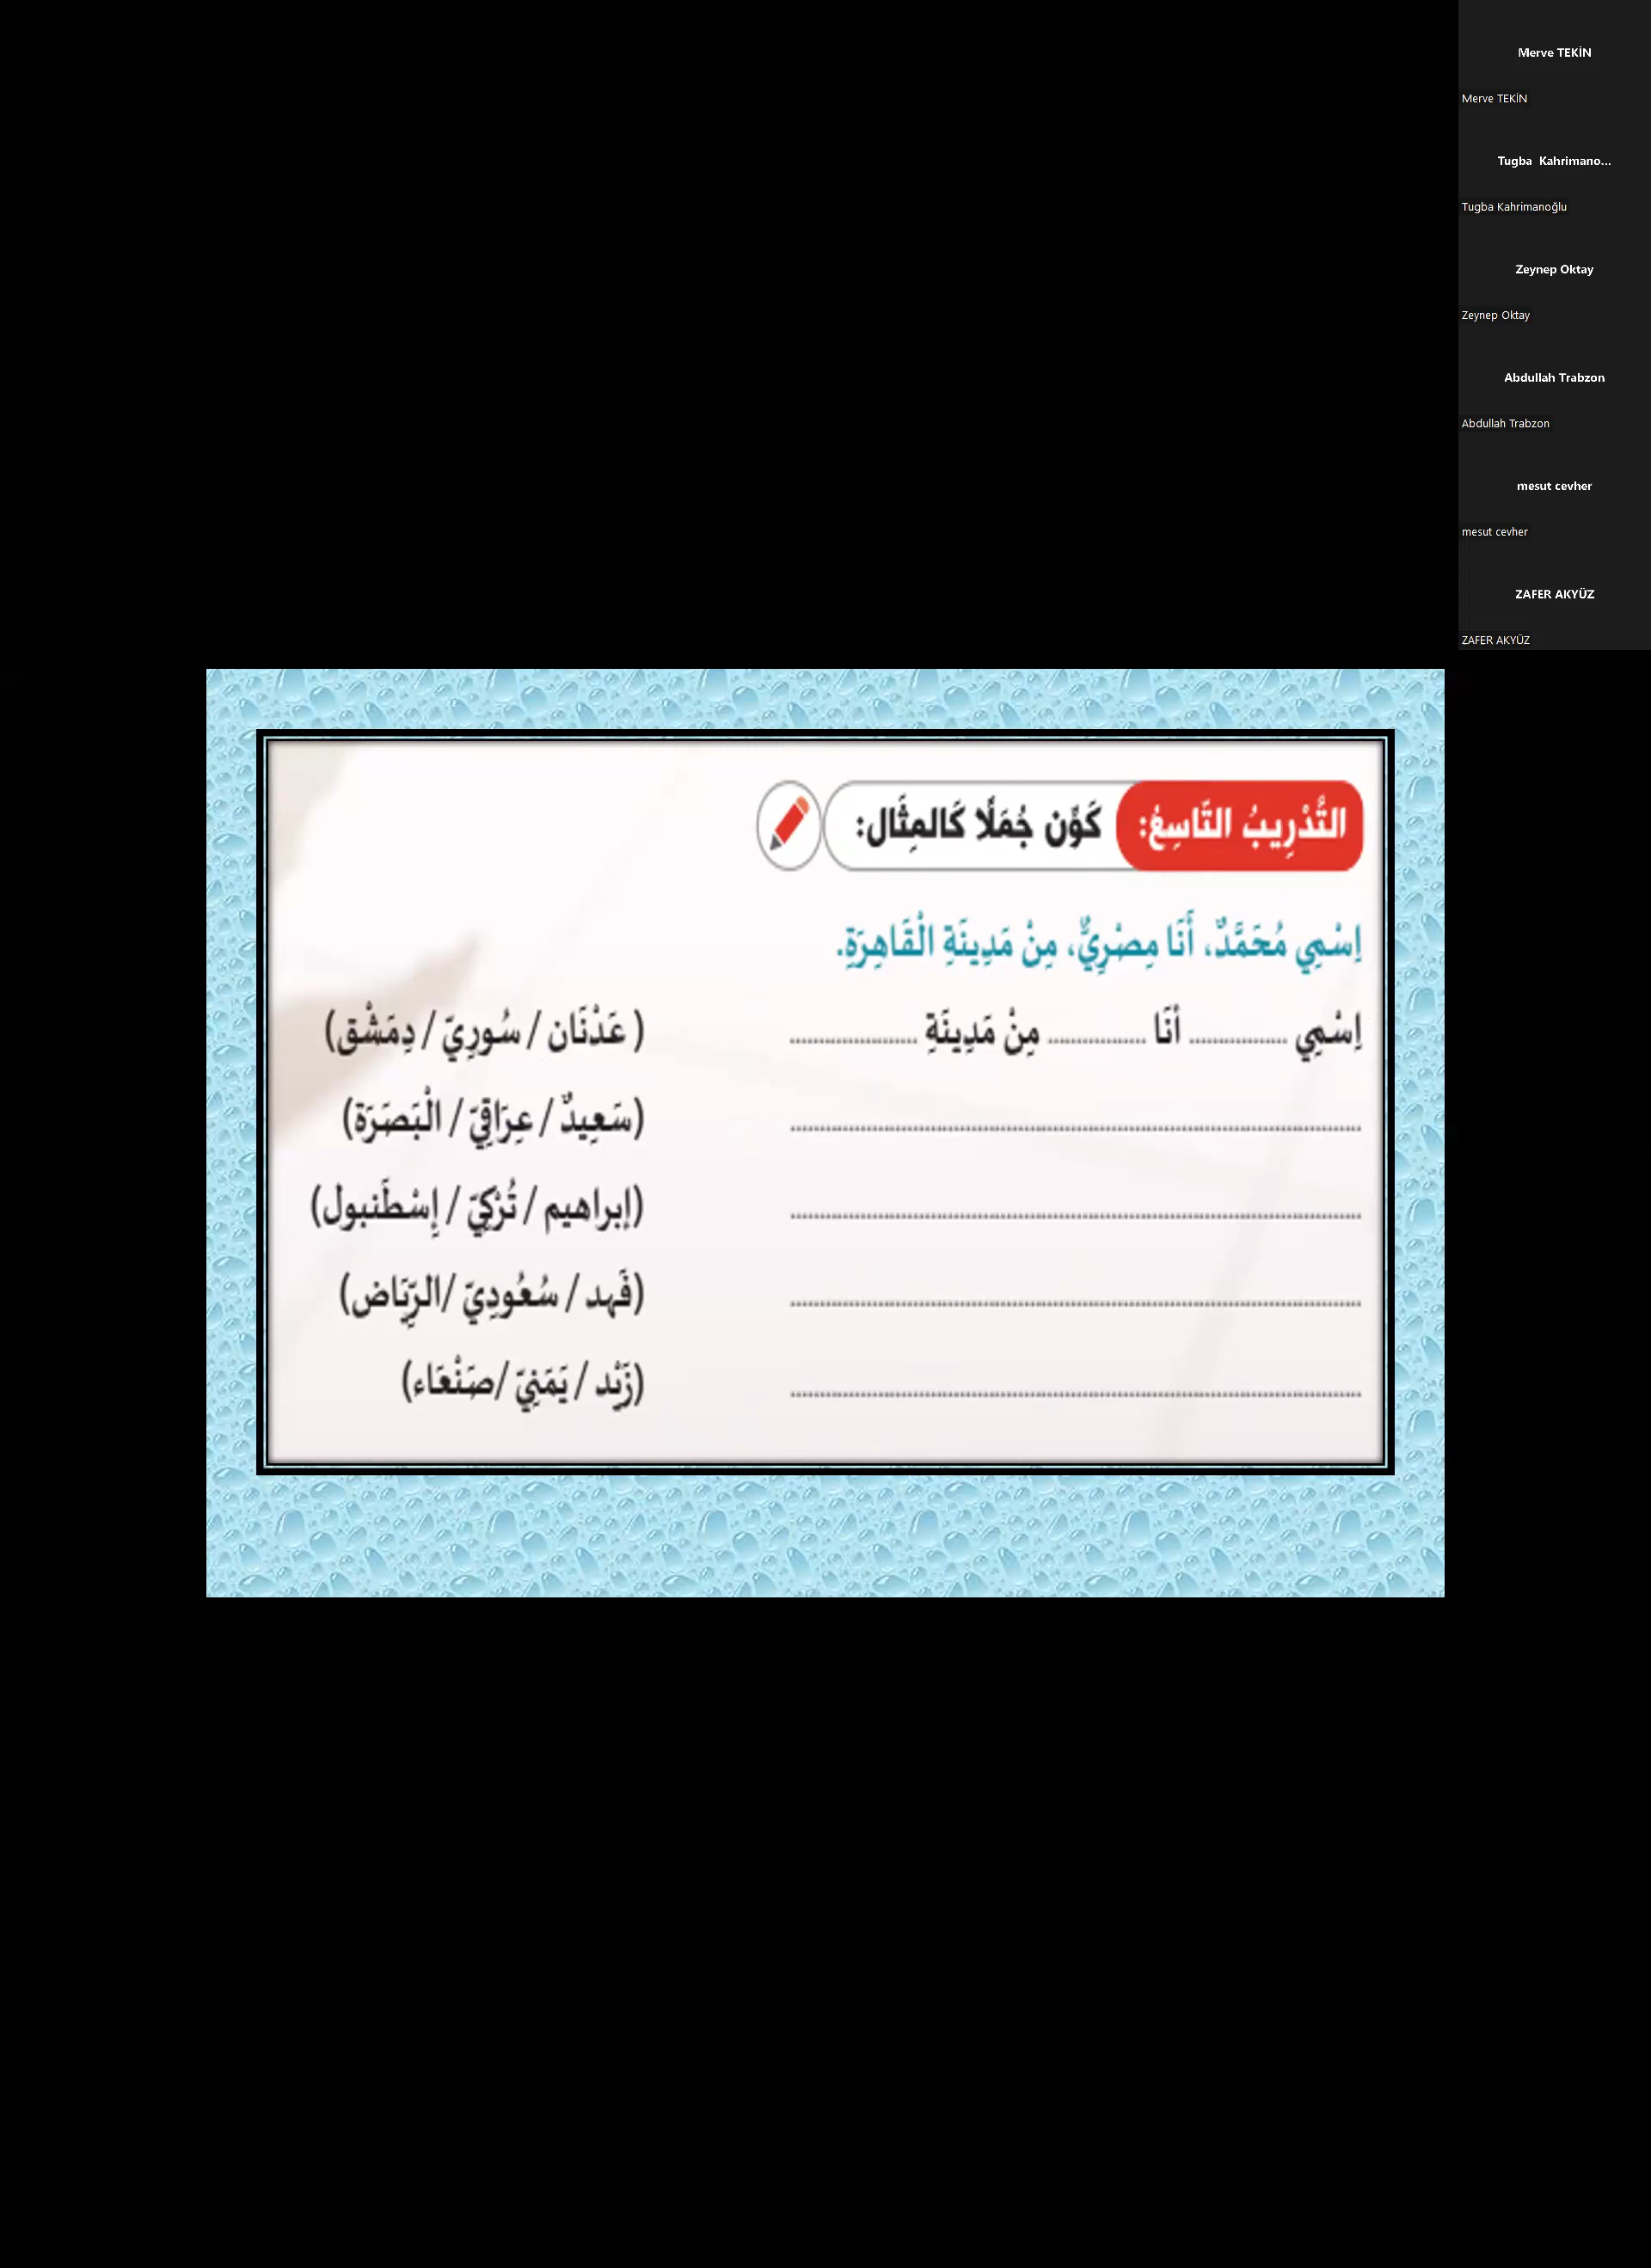 Merve TEKİN
Merve TEKİN
Tugba Kahrimano...
Tugba Kahrimanoğlu
Zeynep Oktay
Zeynep Oktay
Abdullah Trabzon
Abdullah Trabzon
mesut cevher
mesut cevher
ZAFER AKYÜZ
ZAFER AKYÜZ
التَّدْرِيبُ التَّاسِعُ: كَوِّن جُمَلًا كَالمِثَال:
اِسْمِي مُحَمَّدٌ، أَنَا مِصْرِيٌّ، مِنْ مَدِينَةِ الْقَاهِرَةِ.
اِسْمِي ................ أنَا ................ مِنْ مَدِينَةِ ..................... ( عَدْنَان / سُورِيّ / دِمَشْق)
(سَعِيدٌ / عِرَاقِيّ / الْبَصَرَة)
(إبراهيم / تُرْكِيّ / إِسْطَنبول)
(فَهد / سُعُودِيّ /الرِّيَاض)
(زَيْد / يَمَنِيّ /صَنْعَاء)